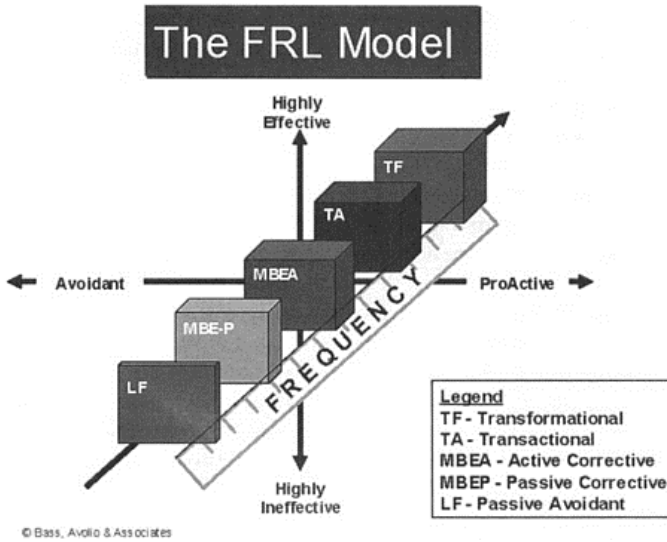 The FRL Model
Highly
Effective
TF
TA
Avoidant
MBEA
ProActive
MBE-P
FREQUENCY
LF
Highly
Ineffective
Legend
TF - Transformational
TA - Transactional
MBEA - Active Corrective
MBEP - Passive Corrective
LF - Passive Avoidant
© Bass, Avolio & Associates